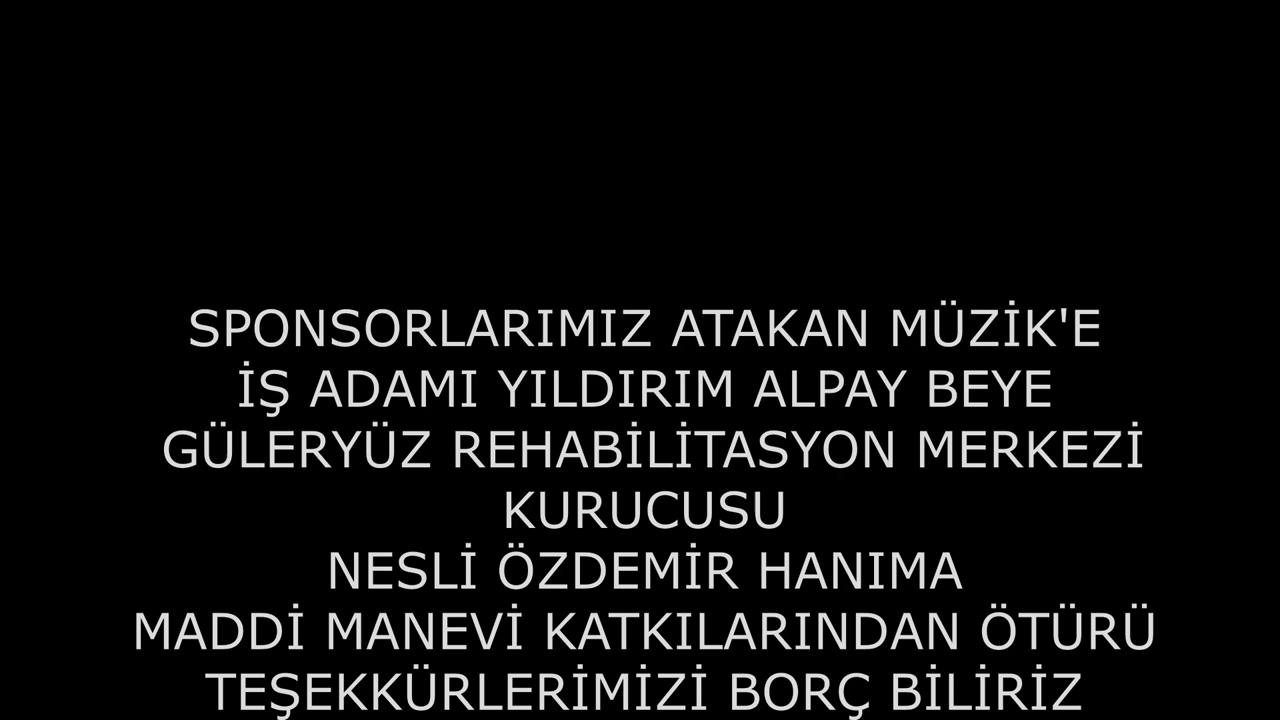 SPONSORLARIMIZ ATAKAN MÜZİK'E
İŞ ADAMI YILDIRIM ALPAY BEYE
GÜLERYÜZ REHABİLİTASYON MERKEZİ
KURUCUSU
NESLİ ÖZDEMİR HANIMA
MADDİ MANEVİ KATKILARINDAN ÖTÜRÜ
TEŞEKKÜRLERİMİZİ BORÇ BİLİRİZ